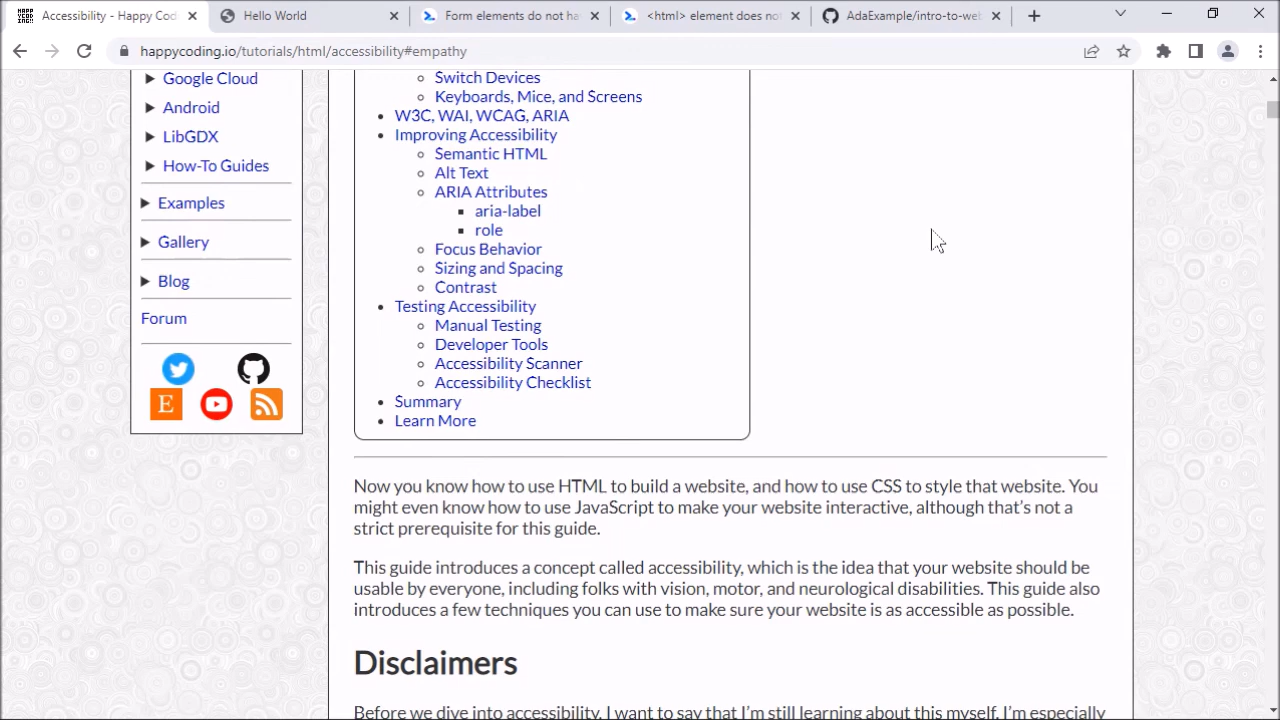 Accessibility - Happy Cod
Hello World
Form elements do not ha
<html> element does no
AdaExample/intro-to-web
happycoding.io/tutorials/html/accessibility#empathy
Google Cloud
Android
LibGDX
How-To Guides
Examples
Gallery
Blog
Forum
E
Switch Devices
Keyboards, Mice, and Screens
W3C, WAI, WCAG, ARIA
Improving Accessibility
Semantic HTML
Alt Text
ARIA Attributes
aria-label
role
Focus Behavior
Sizing and Spacing
Contrast
Testing Accessibility
Manual Testing
Developer Tools
Accessibility Scanner
Accessibility Checklist
Summary
Learn More
Now you know how to use HTML to build a website, and how to use CSS to style that website. You
might even know how to use JavaScript to make your website interactive, although that's not a
strict prerequisite for this guide.
This guide introduces a concept called accessibility, which is the idea that your website should be
usable by everyone, including folks with vision, motor, and neurological disabilities. This guide also
introduces a few techniques you can use to make sure your website is as accessible as possible.
Disclaimers
Before we dive into accessibility, I want to say that I'm still learning about this myself. I'm especially